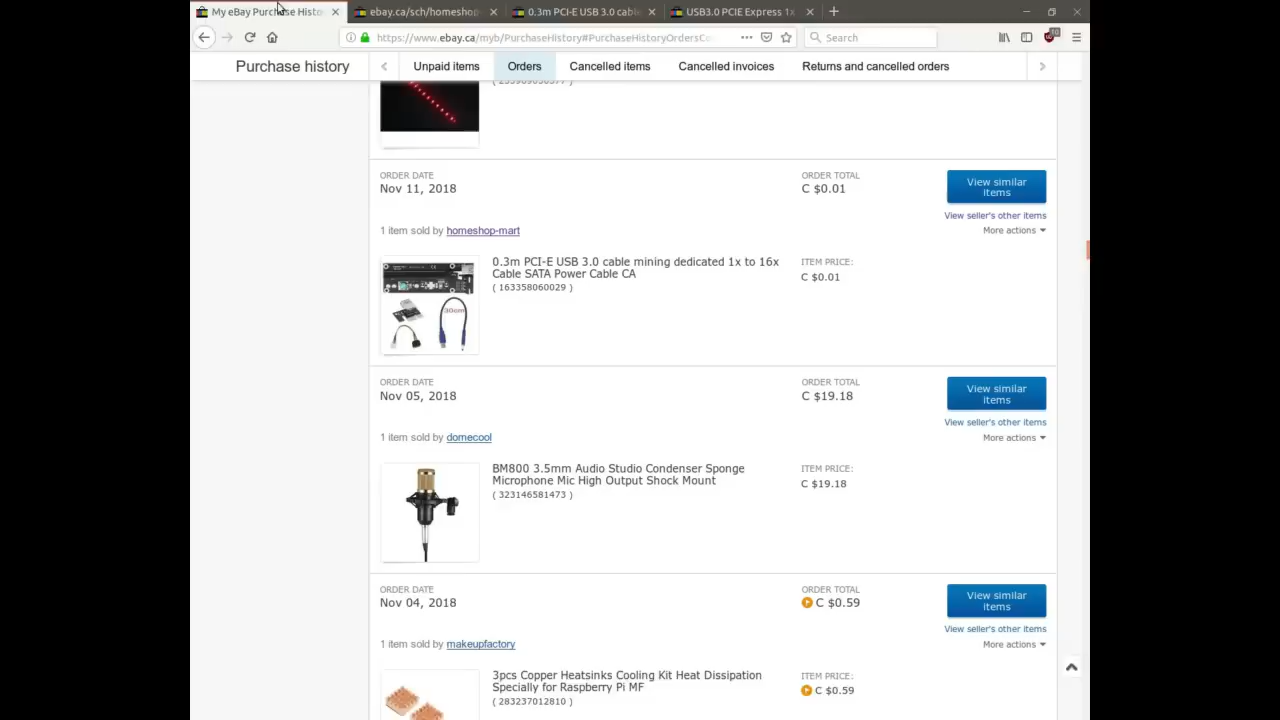 My eBay Purchase Histo
ebay.ca/sch/homeshop
0.3m PCI-E USB 3.0 cab
USB3.0 PCIE Express 1x
https://www.ebay.ca/myb/PurchaseHistory#PurchaseHistoryOrdersCo
Search
10
Purchase history
Unpaid items
Orders
Cancelled items
Cancelled invoices
Returns and cancelled orders
ORDER DATE
Nov 11, 2018
ORDER TOTAL
C $0.01
View similar
items
View seller's other items
1 item sold by homeshop-mart
More actions
0.3m PCI-E USB 3.0 cable mining dedicated 1x to 16x
Cable SATA Power Cable CA
( 163358060029 )
ITEM PRICE:
C $0.01
30cm
ORDER DATE
Nov 05, 2018
ORDER TOTAL
C $19.18
View similar
items
View seller's other items
1 item sold by domecool
More actions
BM800 3.5mm Audio Studio Condenser Sponge
Microphone Mic High Output Shock Mount
( 323146581473 )
ITEM PRICE:
C $19.18
ORDER DATE
Nov 04, 2018
ORDER TOTAL
C $0.59
View similar
items
View seller's other items
1 item sold by makeupfactory
More actions
3pcs Copper Heatsinks Cooling Kit Heat Dissipation
Specially for Raspberry Pi MF
( 283237012810 )
ITEM PRICE:
C $0.59